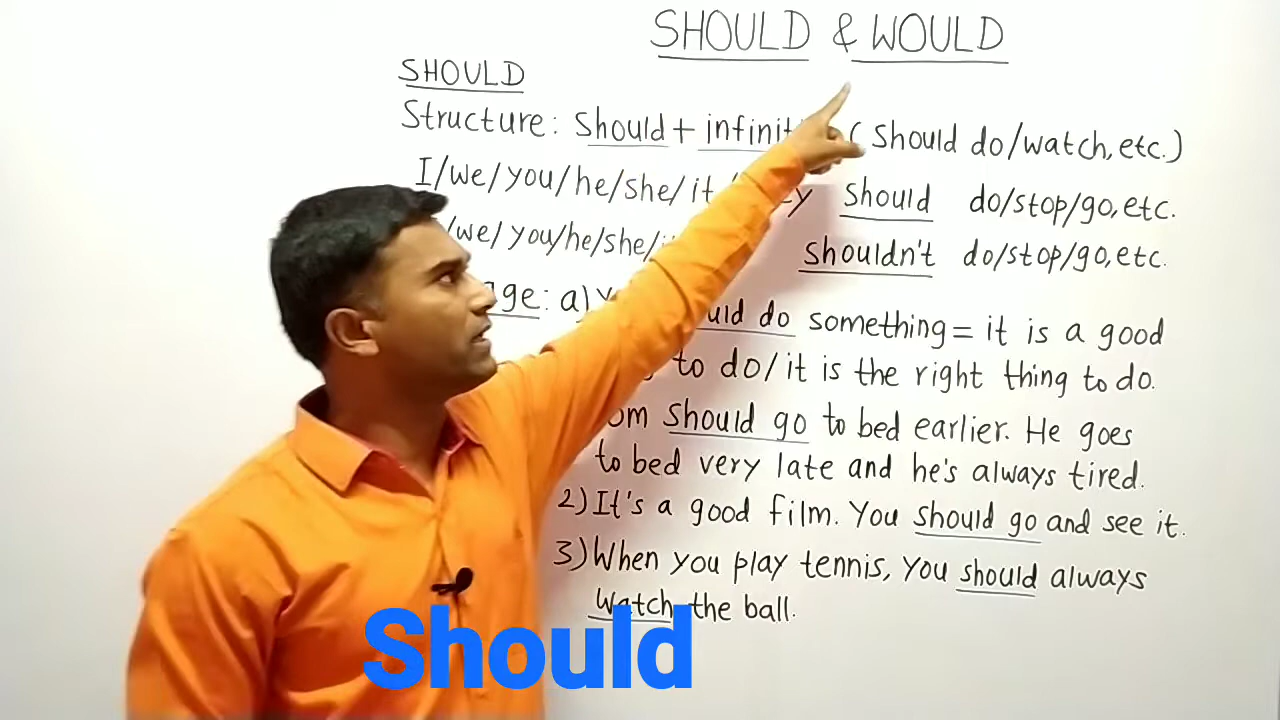 SHOULD & WOULD
SHOULD
Structure: Should + (Should do/watch, etc.)
I/we/you/he/she/it should do/stop/go, etc.
/we/you/he/she/ shouldn't do/stop/go, etc.
: a) do something = it is a good
to do/it is the right thing to do.
should go to bed earlier. He goes
to bed very late and he's always tired.
2) It's a good film. You should go and see it.
3) When you play tennis, you should always
watch the ball.
Should